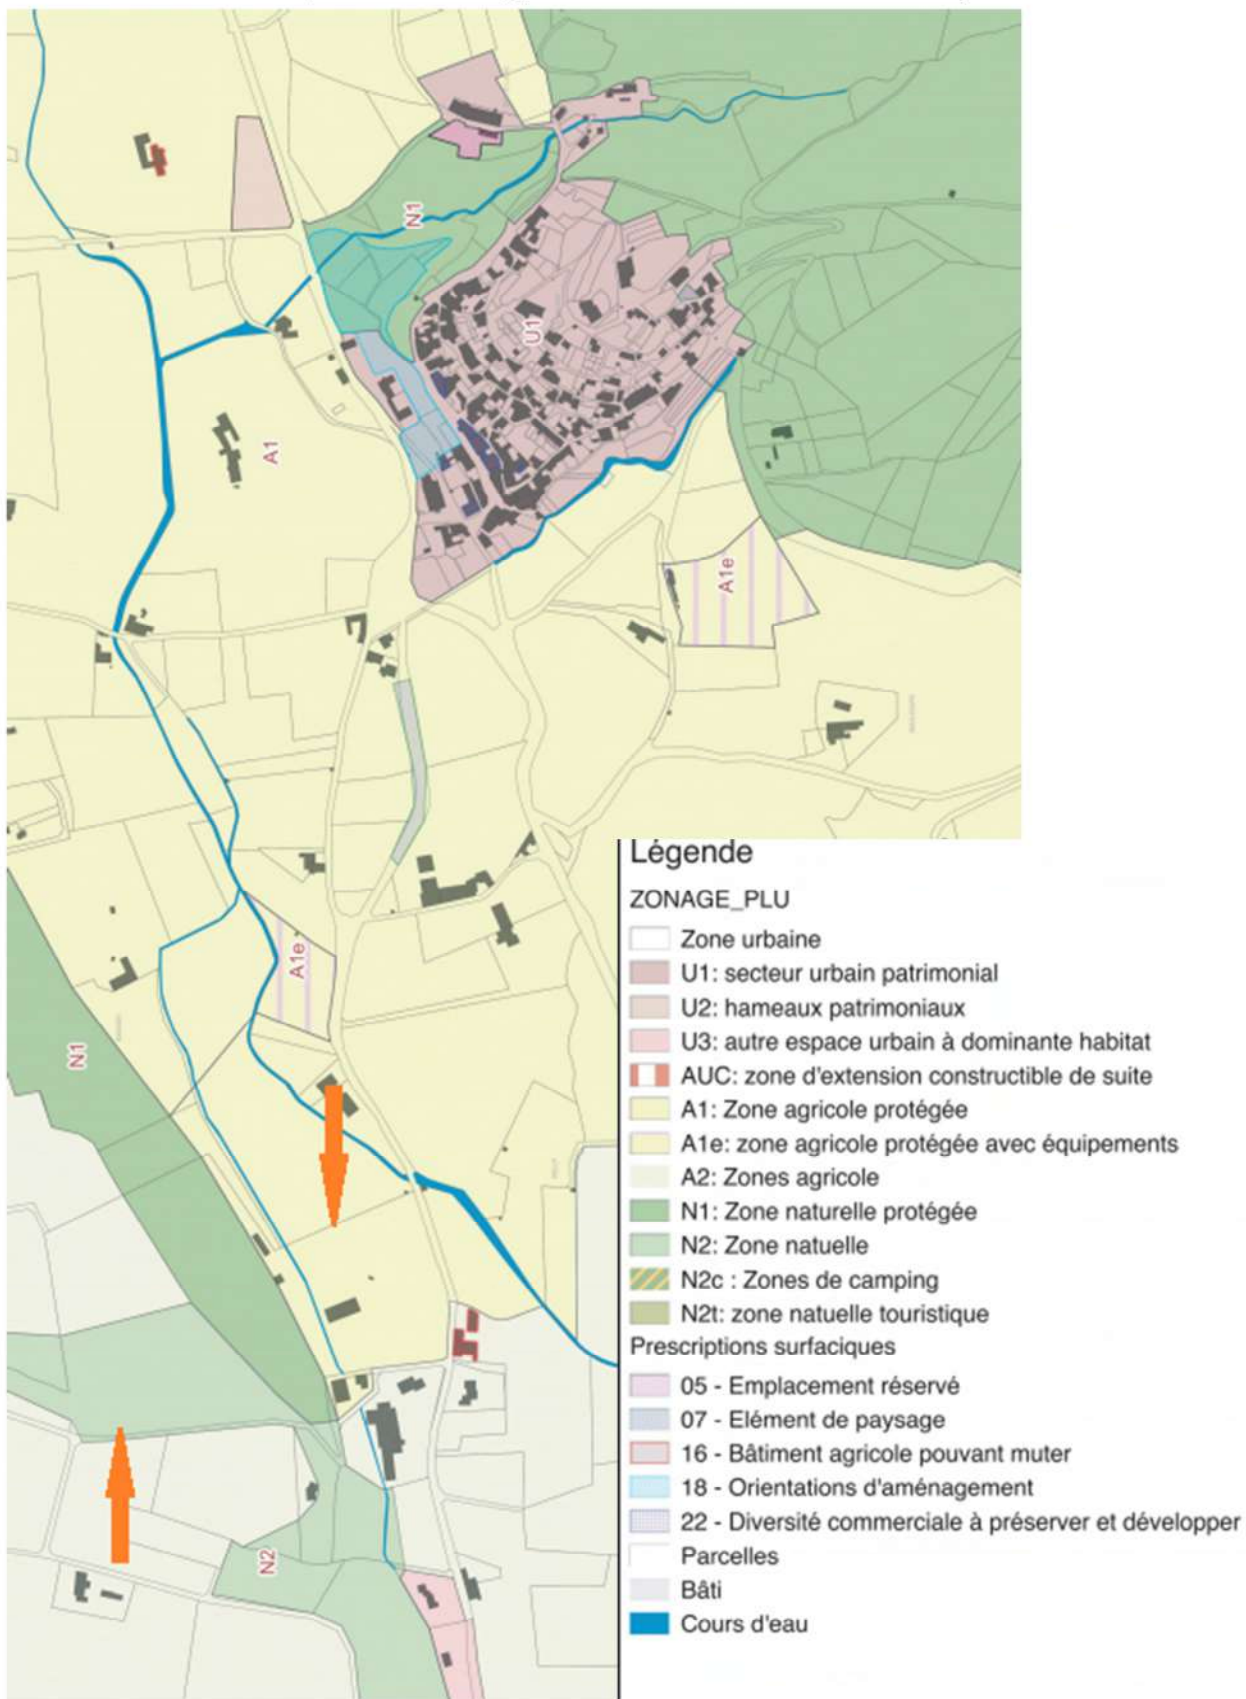 N1
U1
A1
A1e
A1e
N1
N2
Légende
ZONAGE_PLU
Zone urbaine
U1: secteur urbain patrimonial
U2: hameaux patrimoniaux
U3: autre espace urbain à dominante habitat
AUC: zone d'extension constructible de suite
A1: Zone agricole protégée
A1e: zone agricole protégée avec équipements
A2: Zones agricole
N1: Zone naturelle protégée
N2: Zone natuelle
N2c : Zones de camping
N2t: zone natuelle touristique
Prescriptions surfaciques
05 - Emplacement réservé
07 - Elément de paysage
16 - Bâtiment agricole pouvant muter
18 - Orientations d'aménagement
22 - Diversité commerciale à préserver et développer
Parcelles
Bâti
Cours d'eau